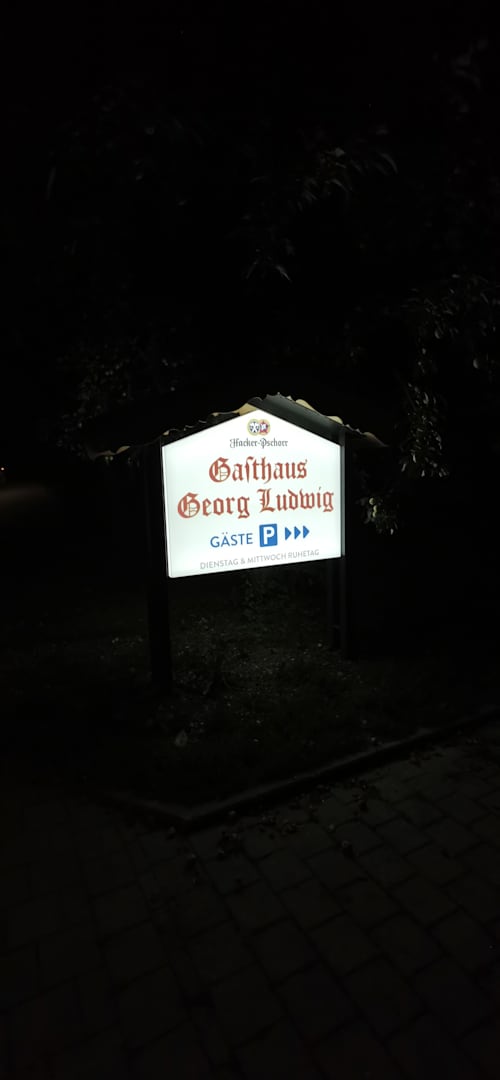 Hacker-Pschorr
Gaſthaus
Georg Ludwig
GÄSTE P
DIENSTAG & MITTWOCH RUHETAG